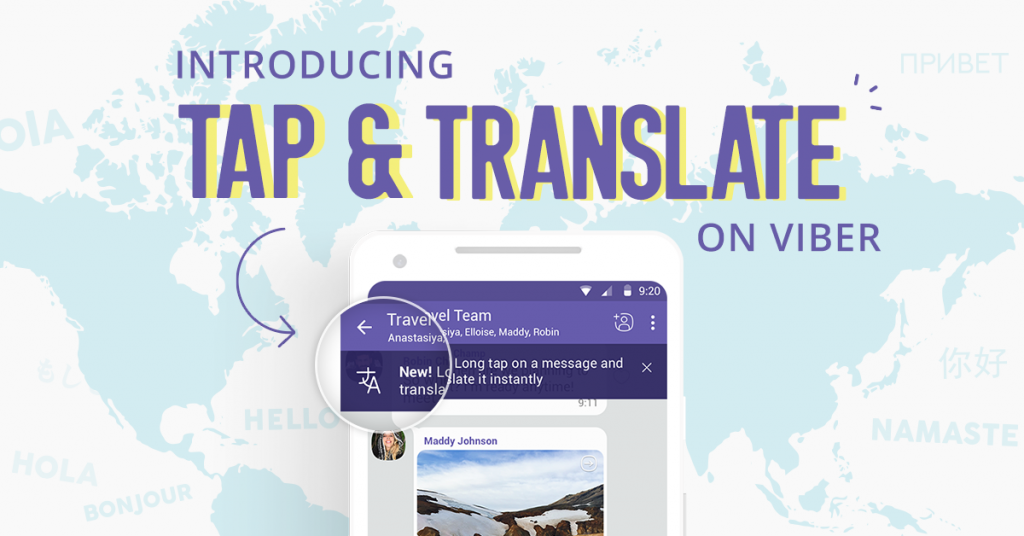 INTRODUCING
ПРИВЕТ
TAP & TRANSLATE
ON VIBER
9:20
Travel Team
Anastasiya, Elloise, Maddy, Robin
New! Long tap on a message and
translate it instantly
9:11
你好
HELLO
Maddy Johnson
NAMASTE
HOLA
BONJOUR